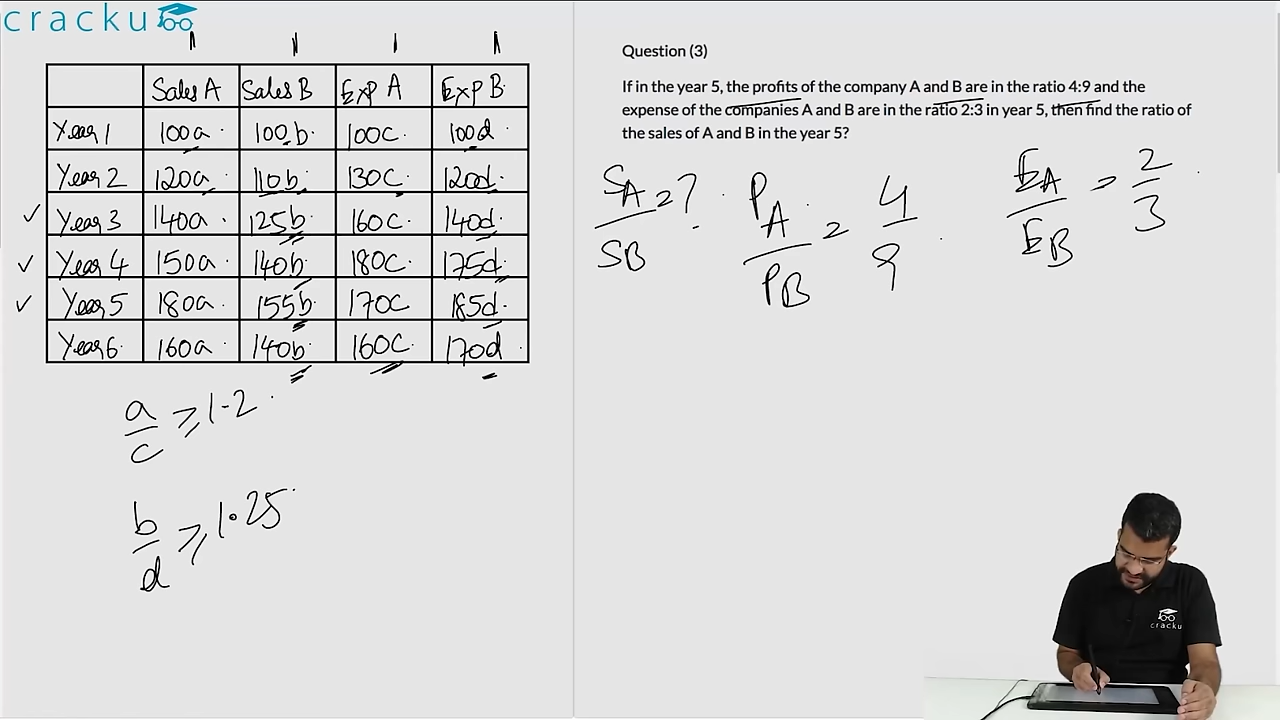 cracku
Sales A Sales B Exp A Exp B
Year 1 100a 100b 100c 100d
Year 2 120a 110b 130c 120d
Year 3 140a 125b 160c 140d
Year 4 150a 140b 180c 175d
Year 5 180a 155b 170c 185d
Year 6 160a 140b 160c 170d
a/c ≥ 1.2
b/d ≥ 1.25
Question (3)
If in the year 5, the profits of the company A and B are in the ratio 4:9 and the
expense of the companies A and B are in the ratio 2:3 in year 5, then find the ratio of
the sales of A and B in the year 5?
SA/SB = ? PA/PB = 4/9 EA/EB = 2/3
cracku